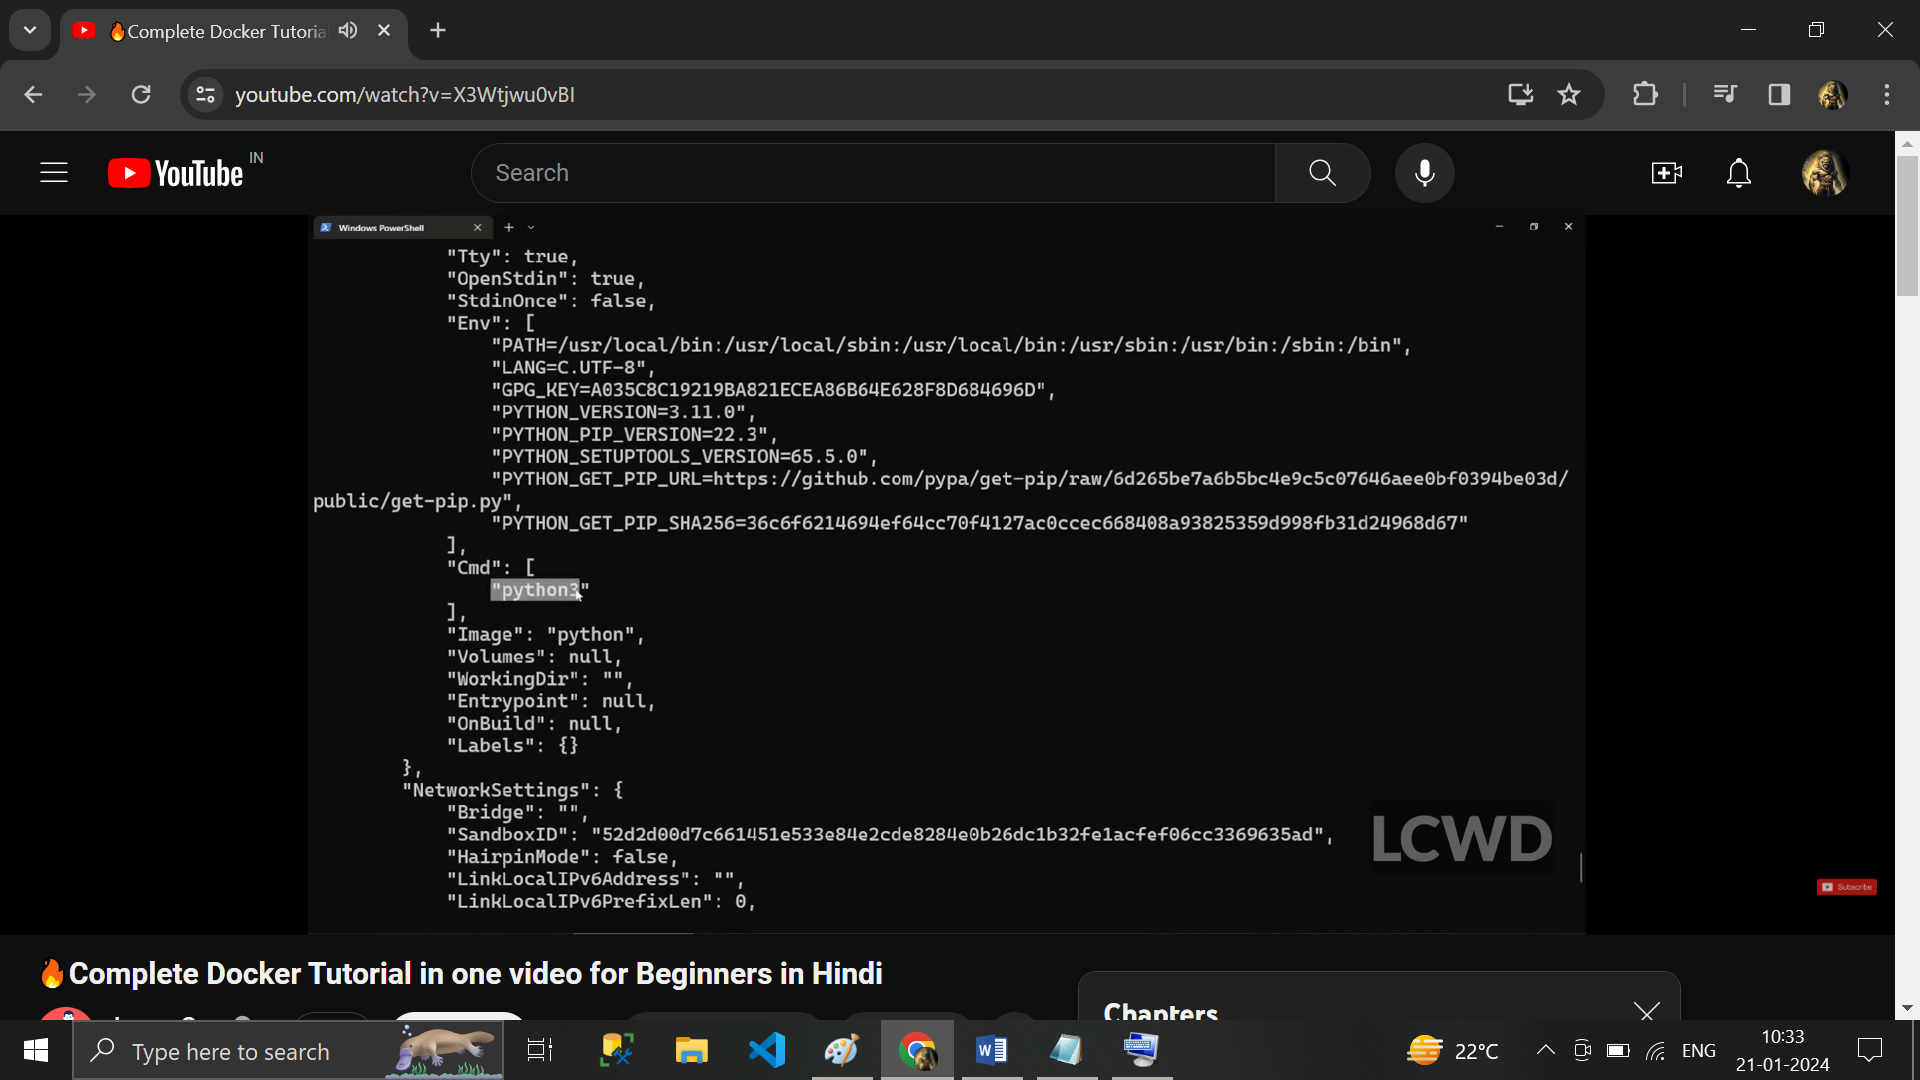 🔥Complete Docker Tutoria
youtube.com/watch?v=X3Wtjwu0vBI
YouTube IN
Search
Windows PowerShell
"Tty": true,
"OpenStdin": true,
"StdinOnce": false,
"Env": [
"PATH=/usr/local/bin:/usr/local/sbin:/usr/local/bin:/usr/sbin:/usr/bin:/sbin:/bin",
"LANG=C.UTF-8",
"GPG_KEY=A035C8C19219BA821ECEA86B64E628F8D684696D",
"PYTHON_VERSION=3.11.0",
"PYTHON_PIP_VERSION=22.3",
"PYTHON_SETUPTOOLS_VERSION=65.5.0",
"PYTHON_GET_PIP_URL=https://github.com/pypa/get-pip/raw/6d265be7a6b5bc4e9c5c07646aee0bf0394be03d/
public/get-pip.py",
"PYTHON_GET_PIP_SHA256=36c6f6214694ef64cc70f4127ac0ccec668408a93825359d998fb31d24968d67"
],
"Cmd": [
"python3"
],
"Image": "python",
"Volumes": null,
"WorkingDir": "",
"Entrypoint": null,
"OnBuild": null,
"Labels": {}
},
"NetworkSettings": {
"Bridge": "",
"SandboxID": "52d2d00d7c661451e533e84e2cde8284e0b26dc1b32fe1acfef06cc3369635ad",
"HairpinMode": false,
"LinkLocalIPv6Address": "",
"LinkLocalIPv6PrefixLen": 0,
LCWD
Subscribe
🔥Complete Docker Tutorial in one video for Beginners in Hindi
Chapters
Type here to search
22°C
ENG
10:33
21-01-2024